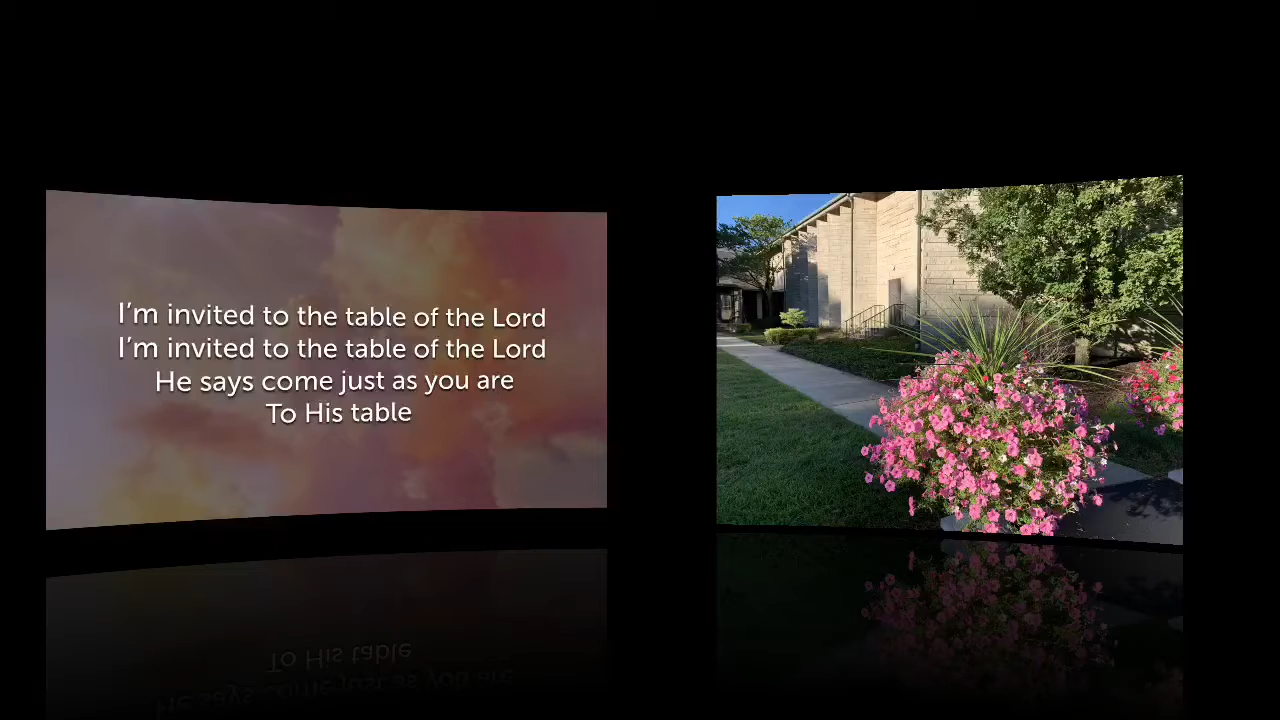 I'm invited to the table of the Lord
I'm invited to the table of the Lord
He says come just as you are
To His table